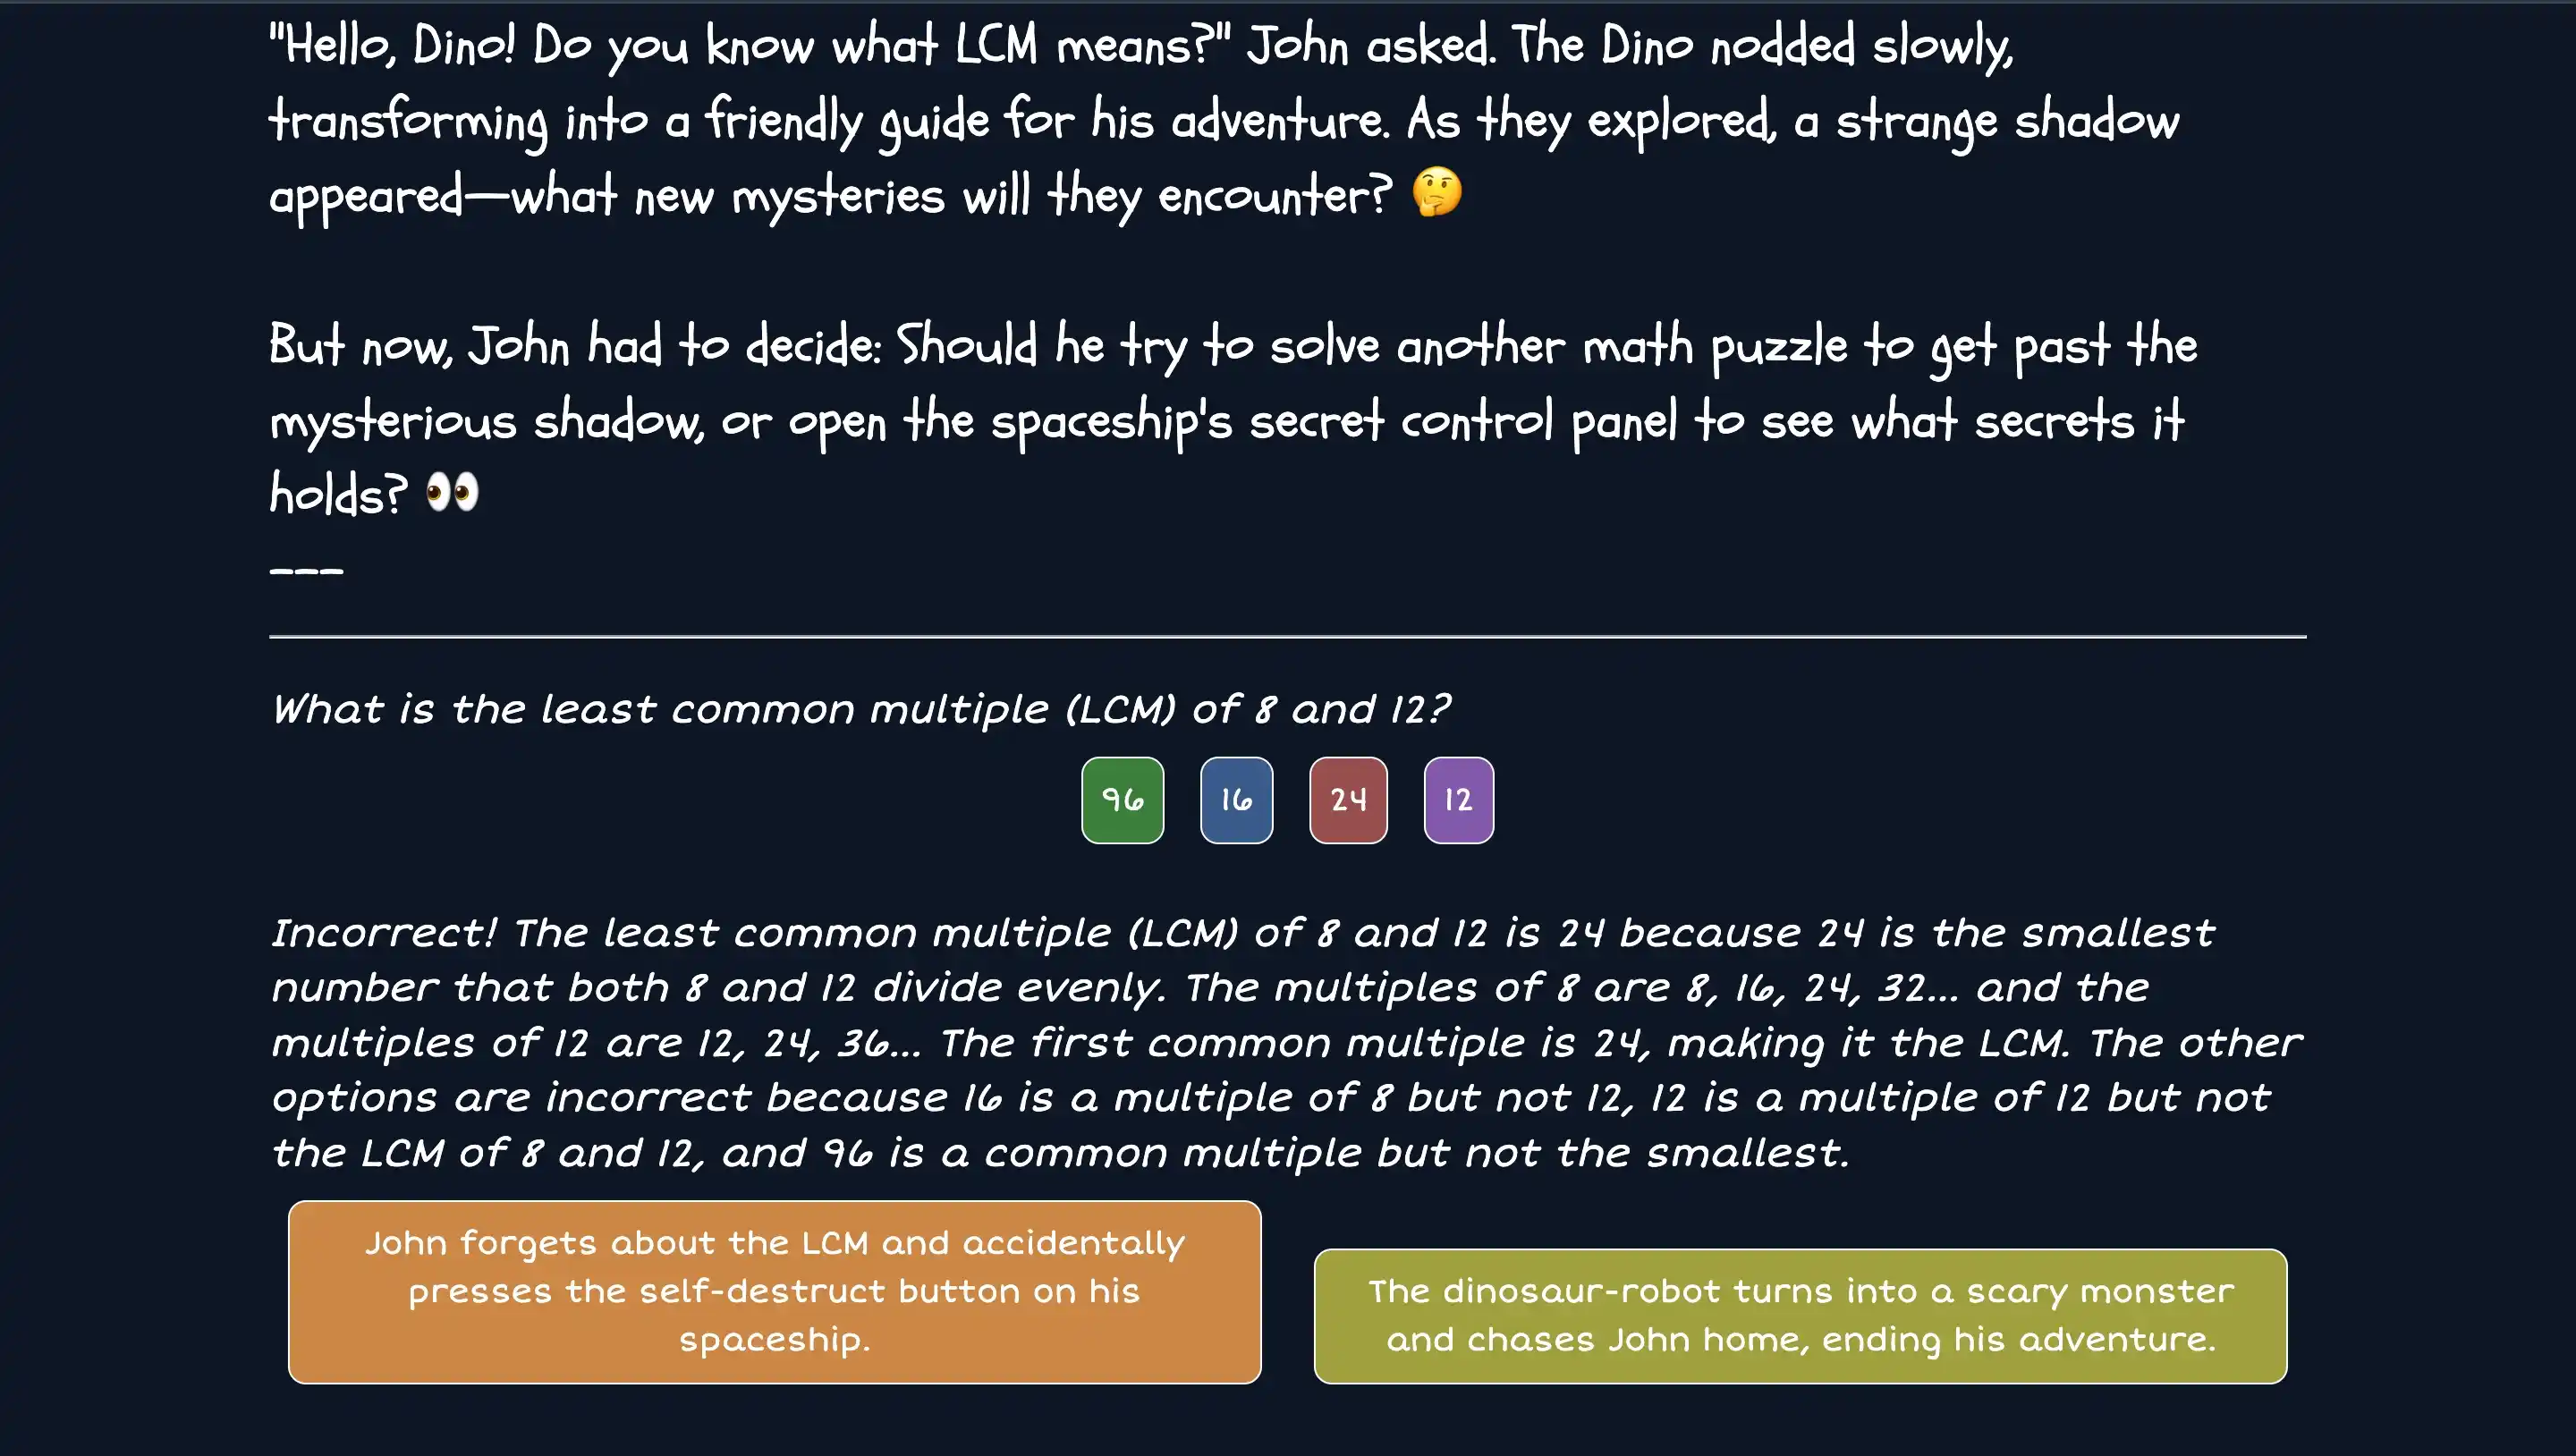 "Hello, Dino! Do you know what LCM means?" John asked. The Dino nodded slowly,
transforming into a friendly guide for his adventure. As they explored, a strange shadow
appeared—what new mysteries will they encounter? 🤔
But now, John had to decide: Should he try to solve another math puzzle to get past the
mysterious shadow, or open the spaceship's secret control panel to see what secrets it
holds? 👀
---
What is the least common multiple (LCM) of 8 and 12?
96 16 24 12
Incorrect! The least common multiple (LCM) of 8 and 12 is 24 because 24 is the smallest
number that both 8 and 12 divide evenly. The multiples of 8 are 8, 16, 24, 32... and the
multiples of 12 are 12, 24, 36... The first common multiple is 24, making it the LCM. The other
options are incorrect because 16 is a multiple of 8 but not 12, 12 is a multiple of 12 but not
the LCM of 8 and 12, and 96 is a common multiple but not the smallest.
John forgets about the LCM and accidentally
presses the self-destruct button on his
spaceship.
The dinosaur-robot turns into a scary monster
and chases John home, ending his adventure.